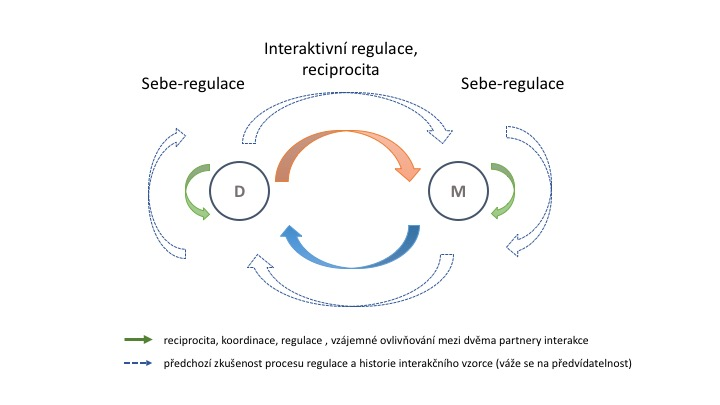 Interaktivní regulace,
reciprocita
Sebe-regulace
Sebe-regulace
D
M
reciprocita, koordinace, regulace , vzájemné ovlivňování mezi dvěma partnery interakce
předchozí zkušenost procesu regulace a historie interakčního vzorce (váže se na předvídatelnost)